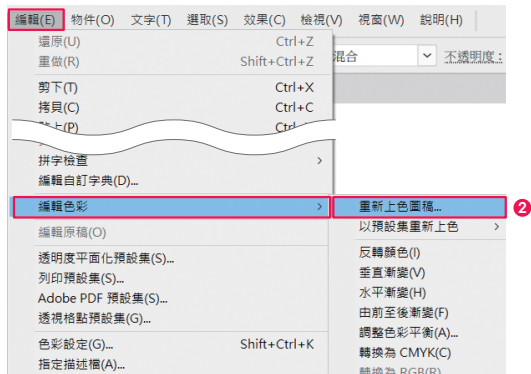 編輯(E) 物件(O) 文字(T) 選取(S) 效果(C) 檢視(V) 視窗(W) 說明(H)
還原(U) Ctrl+Z
重做(R) Shift+Ctrl+Z
混合 不透明度：
剪下(T) Ctrl+X
拷貝(C) Ctrl+C
貼上(P) Ctrl
拼字檢查
編輯自訂字典(D)...
編輯色彩
重新上色圖稿...
2
編輯原稿(O)
以預設集重新上色
透明度平面化預設集(S)...
反轉顏色(I)
列印預設集(S)...
垂直漸變(V)
Adobe PDF 預設集(S)...
水平漸變(H)
透視格點預設集(G)...
由前至後漸變(F)
色彩設定(G)... Shift+Ctrl+K
調整色彩平衡(A)...
指定描述檔(A)...
轉換為 CMYK(C)
轉換為 RGB(R)